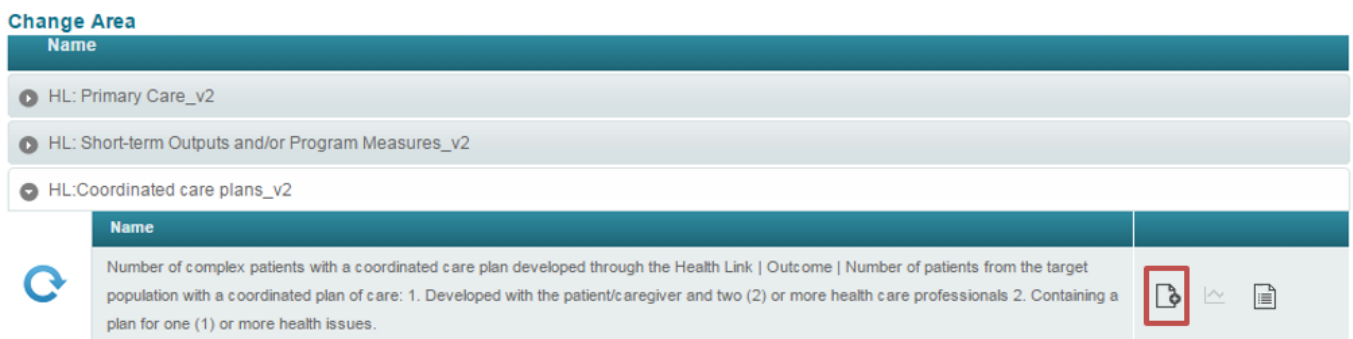 Change Area
Name
HL: Primary Care_v2
HL: Short-term Outputs and/or Program Measures_v2
HL:Coordinated care plans_v2
Name
Number of complex patients with a coordinated care plan developed through the Health Link | Outcome | Number of patients from the target
population with a coordinated plan of care: 1. Developed with the patient/caregiver and two (2) or more health care professionals 2. Containing a
plan for one (1) or more health issues.